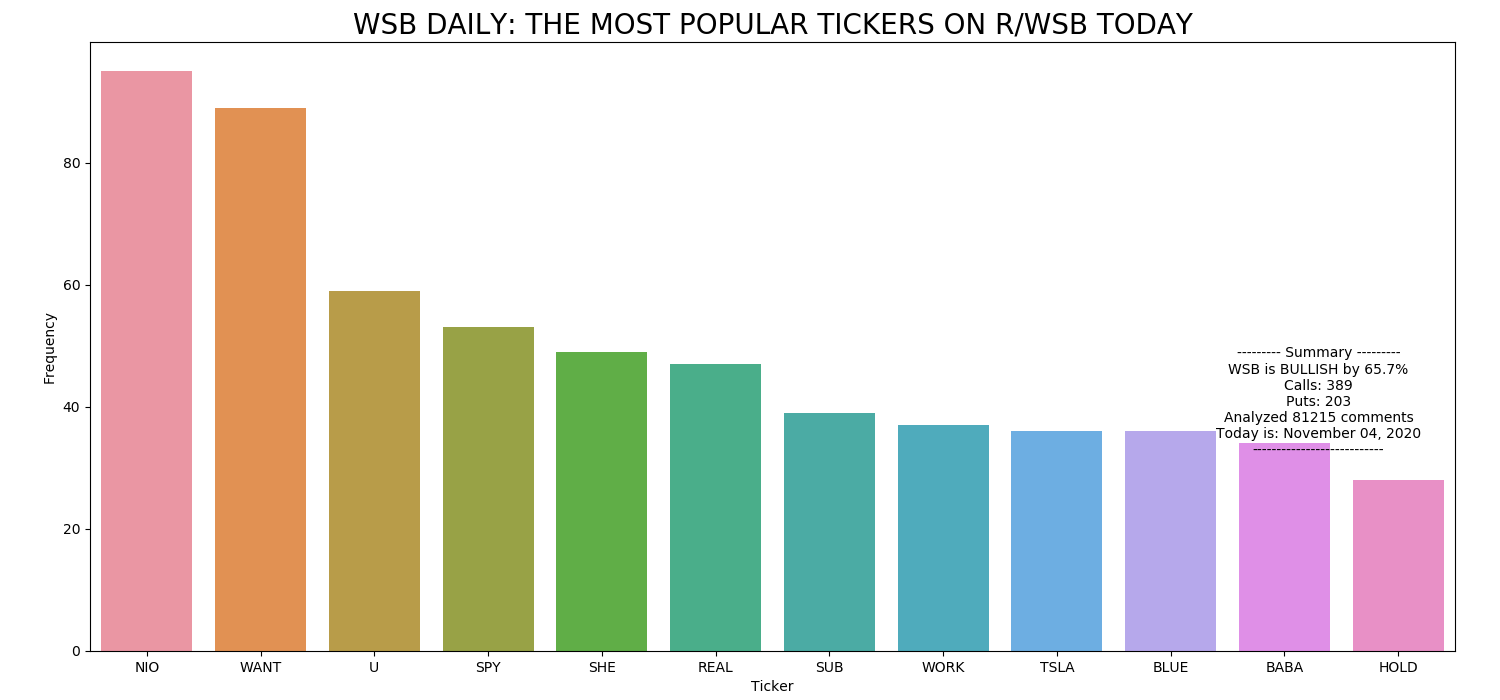 WSB DAILY: THE MOST POPULAR TICKERS ON R/WSB TODAY
Frequency
80
60
40
20
0
--------- Summary ---------
WSB is BULLISH by 65.7%
Calls: 389
Puts: 203
Analyzed 81215 comments
Today is: November 04, 2020
---------------------------
NIO WANT U SPY SHE REAL SUB WORK TSLA BLUE BABA HOLD
Ticker